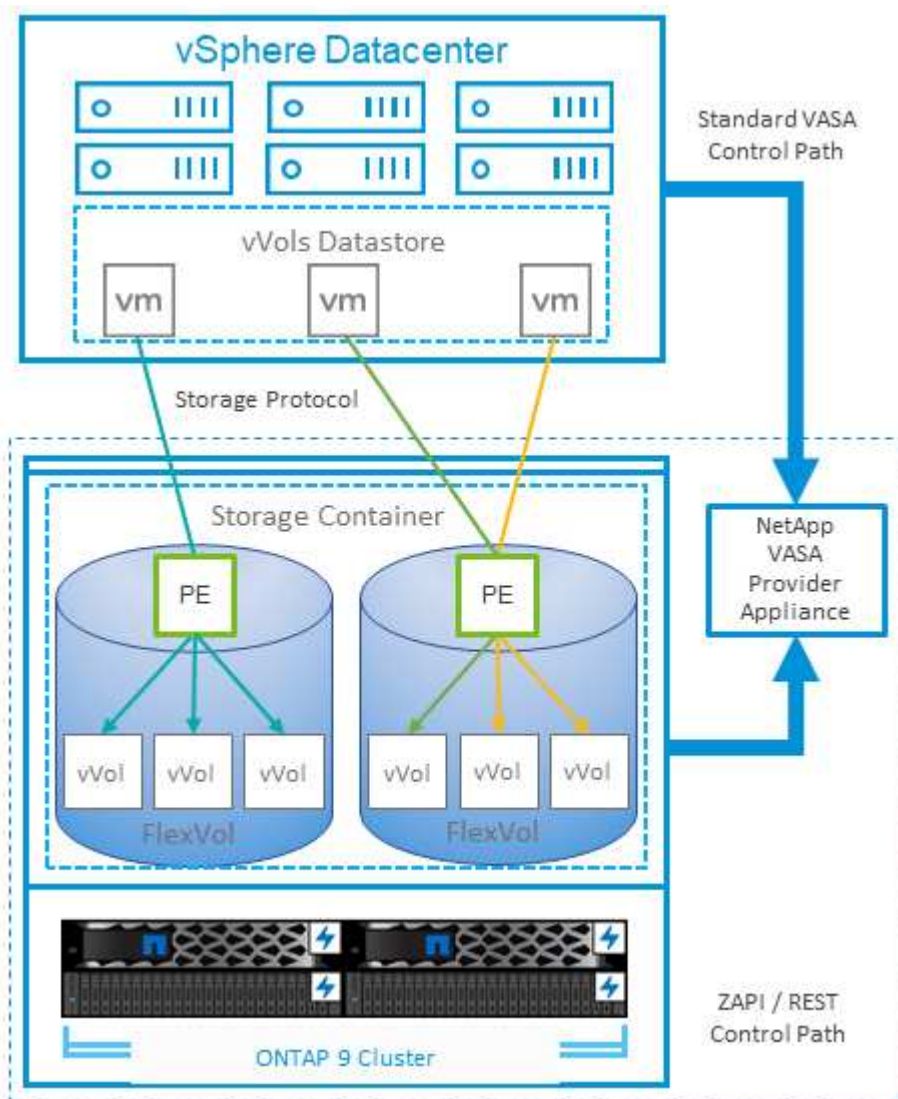 vSphere Datacenter
Standard VASA
Control Path
vVols Datastore
vm vm vm
Storage Protocol
Storage Container
NetApp
VASA
Provider
Appliance
PE PE
vVol vVol vVol vVol vVol vVol
FlexVol FlexVol
ZAPI / REST
Control Path
ONTAP 9 Cluster